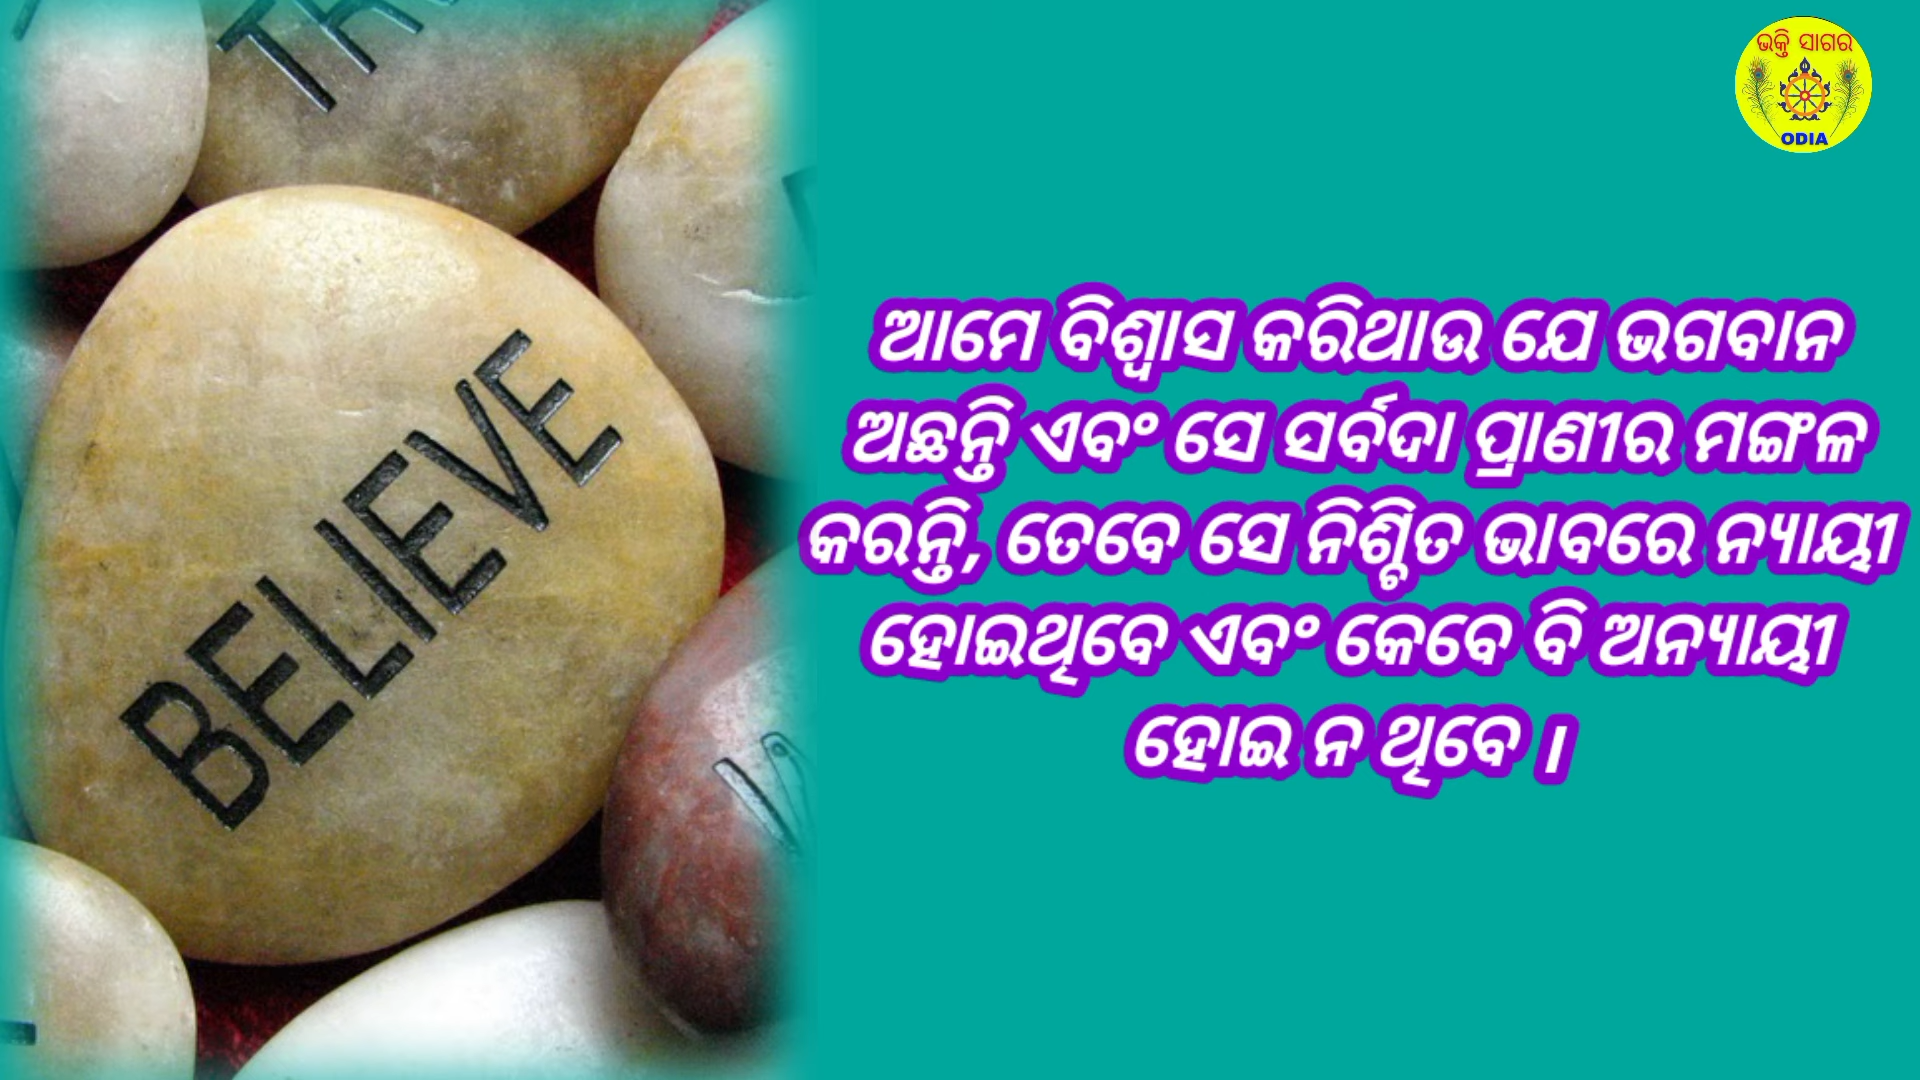 BELIEVE
ଭକ୍ତି ସାଗର
ODIA
ଆମେ ବିଶ୍ୱାସ କରିଥାଉ ଯେ ଭଗବାନ
ଅଛନ୍ତି ଏବଂ ସେ ସର୍ବଦା ପ୍ରାଣୀର ମଙ୍ଗଳ
କରନ୍ତି, ତେବେ ସେ ନିଶ୍ଚିତ ଭାବରେ ନ୍ୟାୟୀ
ହୋଇଥିବେ ଏବଂ କେବେ ବି ଅନ୍ୟାୟୀ
ହୋଇ ନ ଥିବେ ।